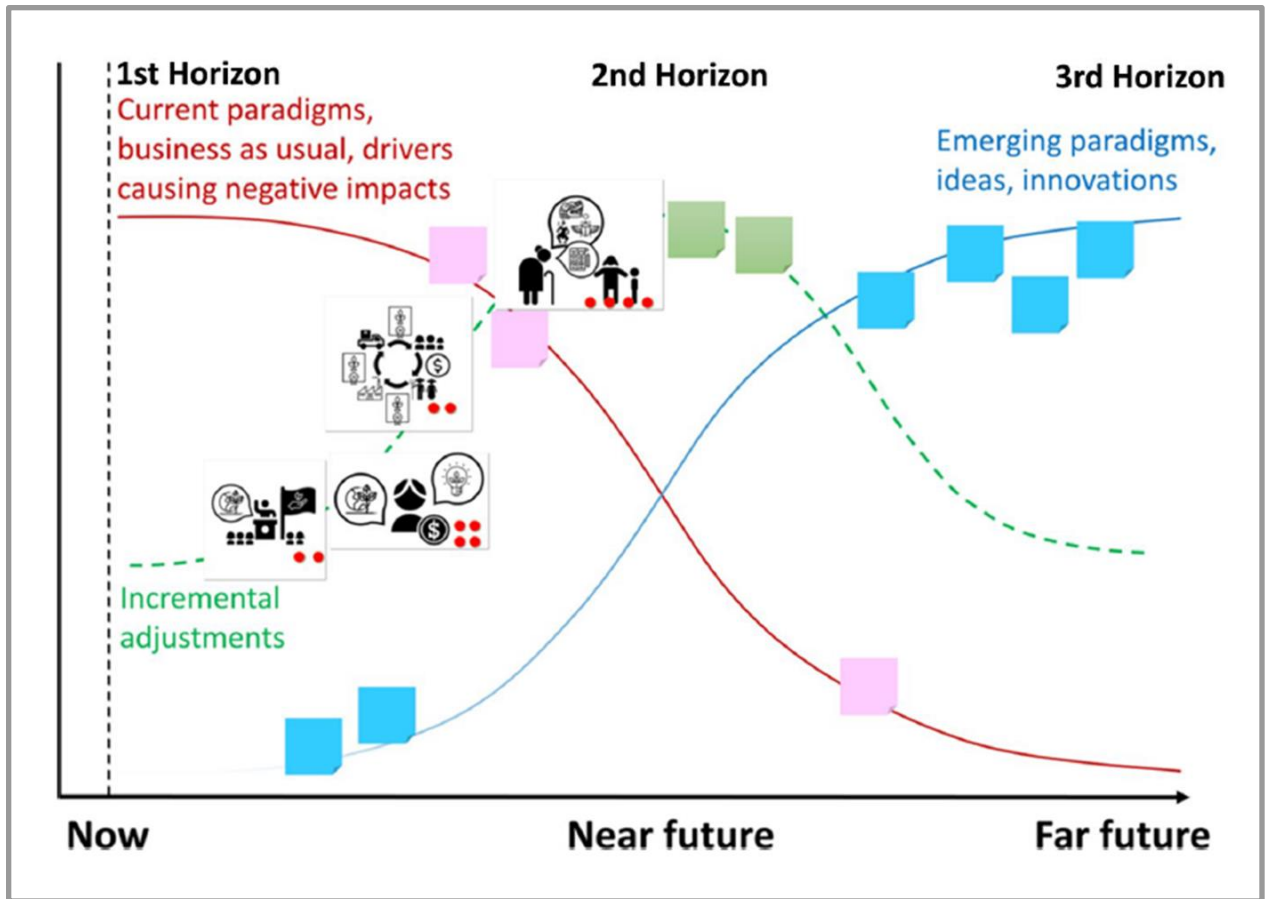 1st Horizon
2nd Horizon
3rd Horizon
Current paradigms,
business as usual, drivers
causing negative impacts
Emerging paradigms,
ideas, innovations
$
$
Incremental
adjustments
Now
Near future
Far future